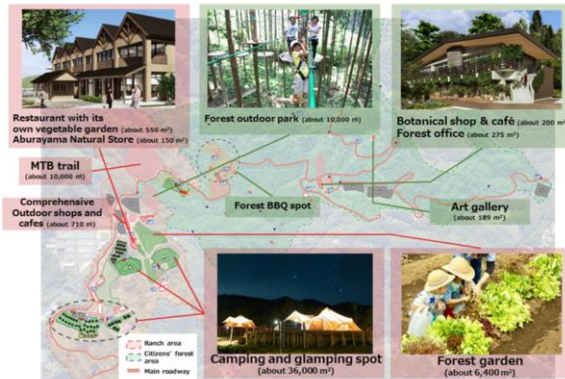 Restaurant with its
own vegetable garden (about 550 m²)
Aburayama Natural Store (about 150 m²)
Forest outdoor park (about 10,000 ㎡)
Botanical shop & café (about 200 m²)
Forest office (about 275 m²)
MTB trail
(about 10,000 ㎡)
Comprehensive
Outdoor shops and
cafes (about 710 ㎡)
Forest BBQ spot
Art gallery
(about 189 m²)
Ranch area
Citizens' forest
area
Main roadway
Camping and glamping spot
(about 36,000 m²)
Forest garden
(about 6,400 m²)